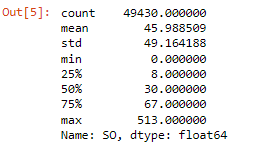 Out[5]: count    49430.000000
mean        45.988509
std         49.164188
min          0.000000
25%          8.000000
50%         30.000000
75%         67.000000
max        513.000000
Name: SO, dtype: float64